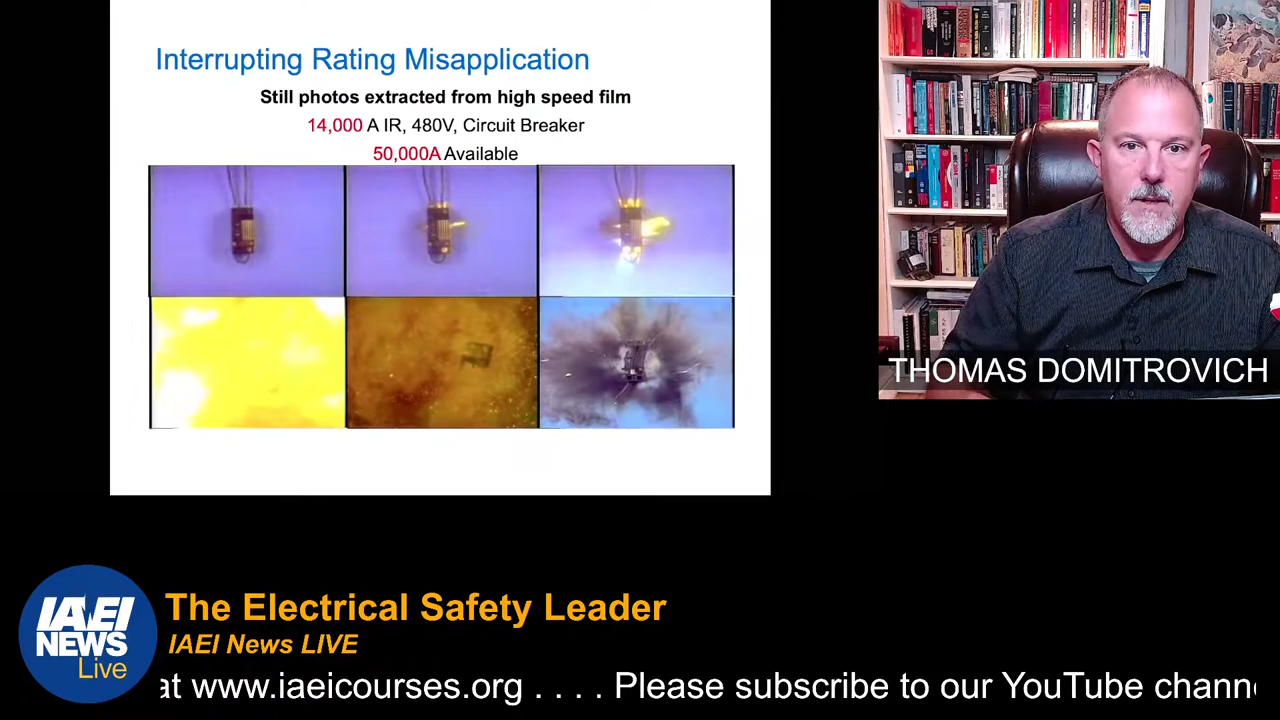 Interrupting Rating Misapplication
Still photos extracted from high speed film
14,000 A IR, 480V, Circuit Breaker
50,000A Available
THOMAS DOMITROVICH
IAEI
NEWS
Live
The Electrical Safety Leader
IAEI News LIVE
at www.iaeicourses.org . . . . Please subscribe to our YouTube chann